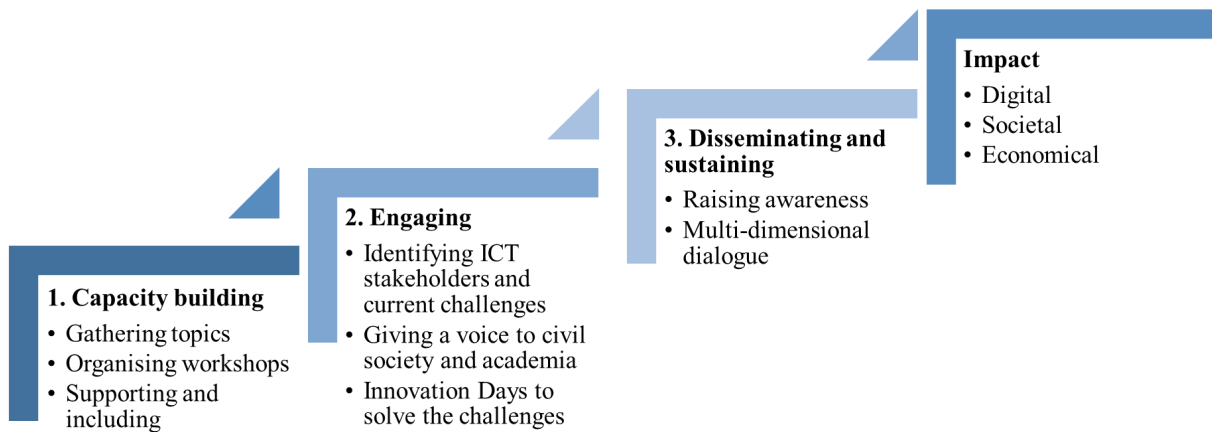 1. Capacity building
• Gathering topics
• Organising workshops
• Supporting and
including
2. Engaging
• Identifying ICT
stakeholders and
current challenges
• Giving a voice to civil
society and academia
• Innovation Days to
solve the challenges
3. Disseminating and
sustaining
• Raising awareness
• Multi-dimensional
dialogue
Impact
• Digital
• Societal
• Economical